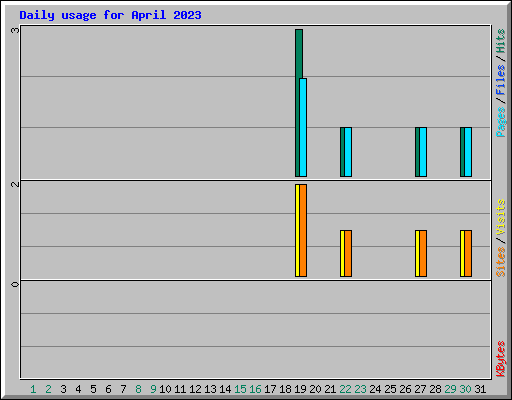 Daily usage for April 2023
3
2
0
Pages / Files / Hits
Sites / Visits
KBytes
1 2 3 4 5 6 7 8 9 10 11 12 13 14 15 16 17 18 19 20 21 22 23 24 25 26 27 28 29 30 31